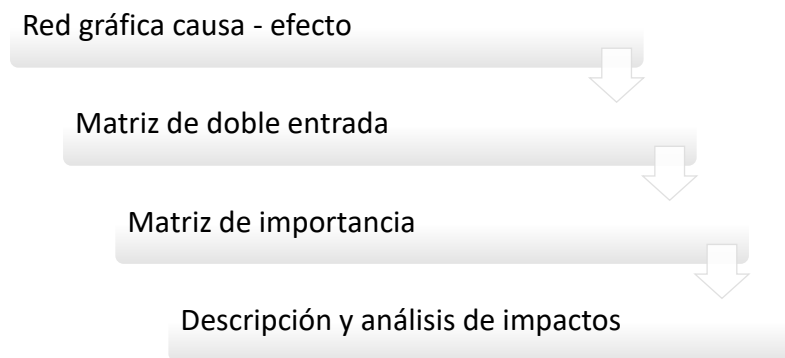 Red gráfica causa - efecto
Matriz de doble entrada
Matriz de importancia
Descripción y análisis de impactos